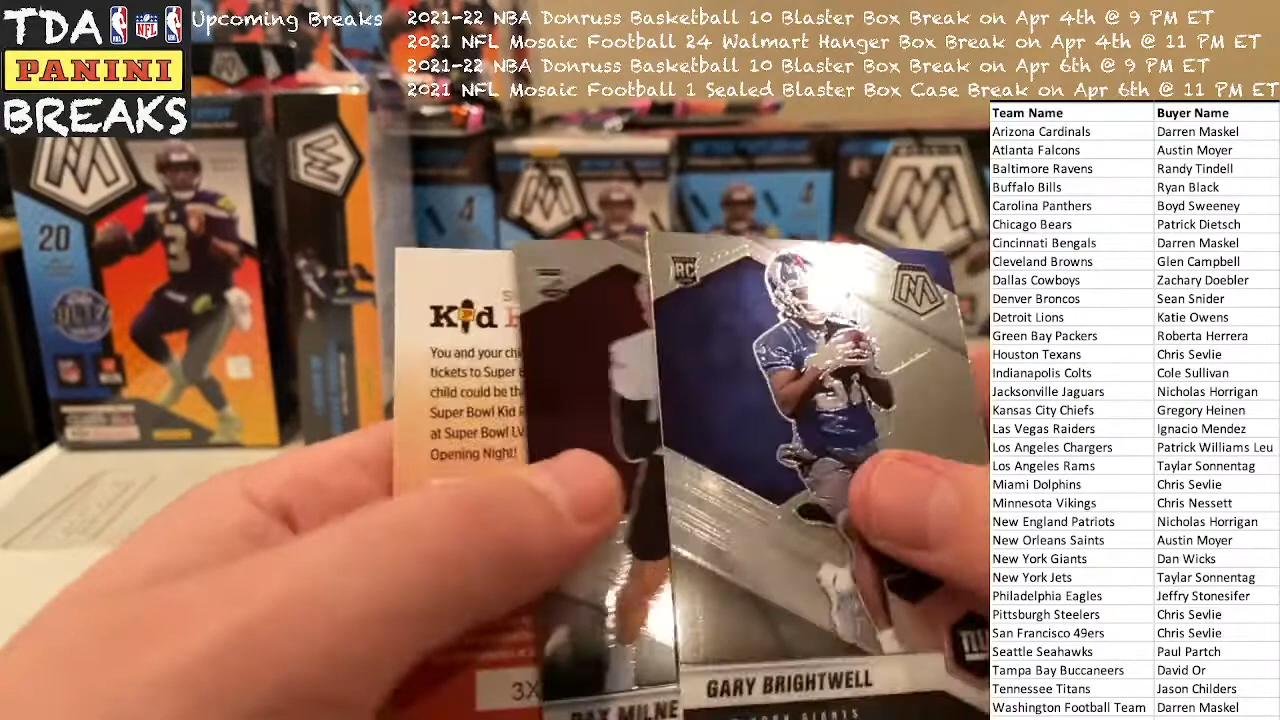 TDA
PANINI
BREAKS
Upcoming Breaks
2021-22 NBA Donruss Basketball 10 Blaster Box Break on Apr 4th @ 9 PM ET
2021 NFL Mosaic Football 24 Walmart Hanger Box Break on Apr 4th @ 11 PM ET
2021-22 NBA Donruss Basketball 10 Blaster Box Break on Apr 6th @ 9 PM ET
2021 NFL Mosaic Football 1 Sealed Blaster Box Case Break on Apr 6th @ 11 PM ET
Team Name Buyer Name
Arizona Cardinals Darren Maskel
Atlanta Falcons Austin Moyer
Baltimore Ravens Randy Tindell
Buffalo Bills Ryan Black
Carolina Panthers Boyd Sweeney
Chicago Bears Patrick Dietsch
Cincinnati Bengals Darren Maskel
Cleveland Browns Glen Campbell
Dallas Cowboys Zachary Doebler
Denver Broncos Sean Snider
Detroit Lions Katie Owens
Green Bay Packers Roberta Herrera
Houston Texans Chris Sevlie
Indianapolis Colts Cole Sullivan
Jacksonville Jaguars Nicholas Horrigan
Kansas City Chiefs Gregory Heinen
Las Vegas Raiders Ignacio Mendez
Los Angeles Chargers Patrick Williams Leu
Los Angeles Rams Taylar Sonnentag
Miami Dolphins Chris Sevlie
Minnesota Vikings Chris Nessett
New England Patriots Nicholas Horrigan
New Orleans Saints Austin Moyer
New York Giants Dan Wicks
New York Jets Taylar Sonnentag
Philadelphia Eagles Jeffry Stonesifer
Pittsburgh Steelers Chris Sevlie
San Francisco 49ers Chris Sevlie
Seattle Seahawks Paul Partch
Tampa Bay Buccaneers David Or
Tennessee Titans Jason Childers
Washington Football Team Darren Maskel
20
3
4
4
Kid
You and your chi
tickets to Super
child could be th
Super Bowl Kid
at Super Bowl LV
Opening Night!
3X
RC
M
DAX MILNE
GARY BRIGHTWELL
GIANTS